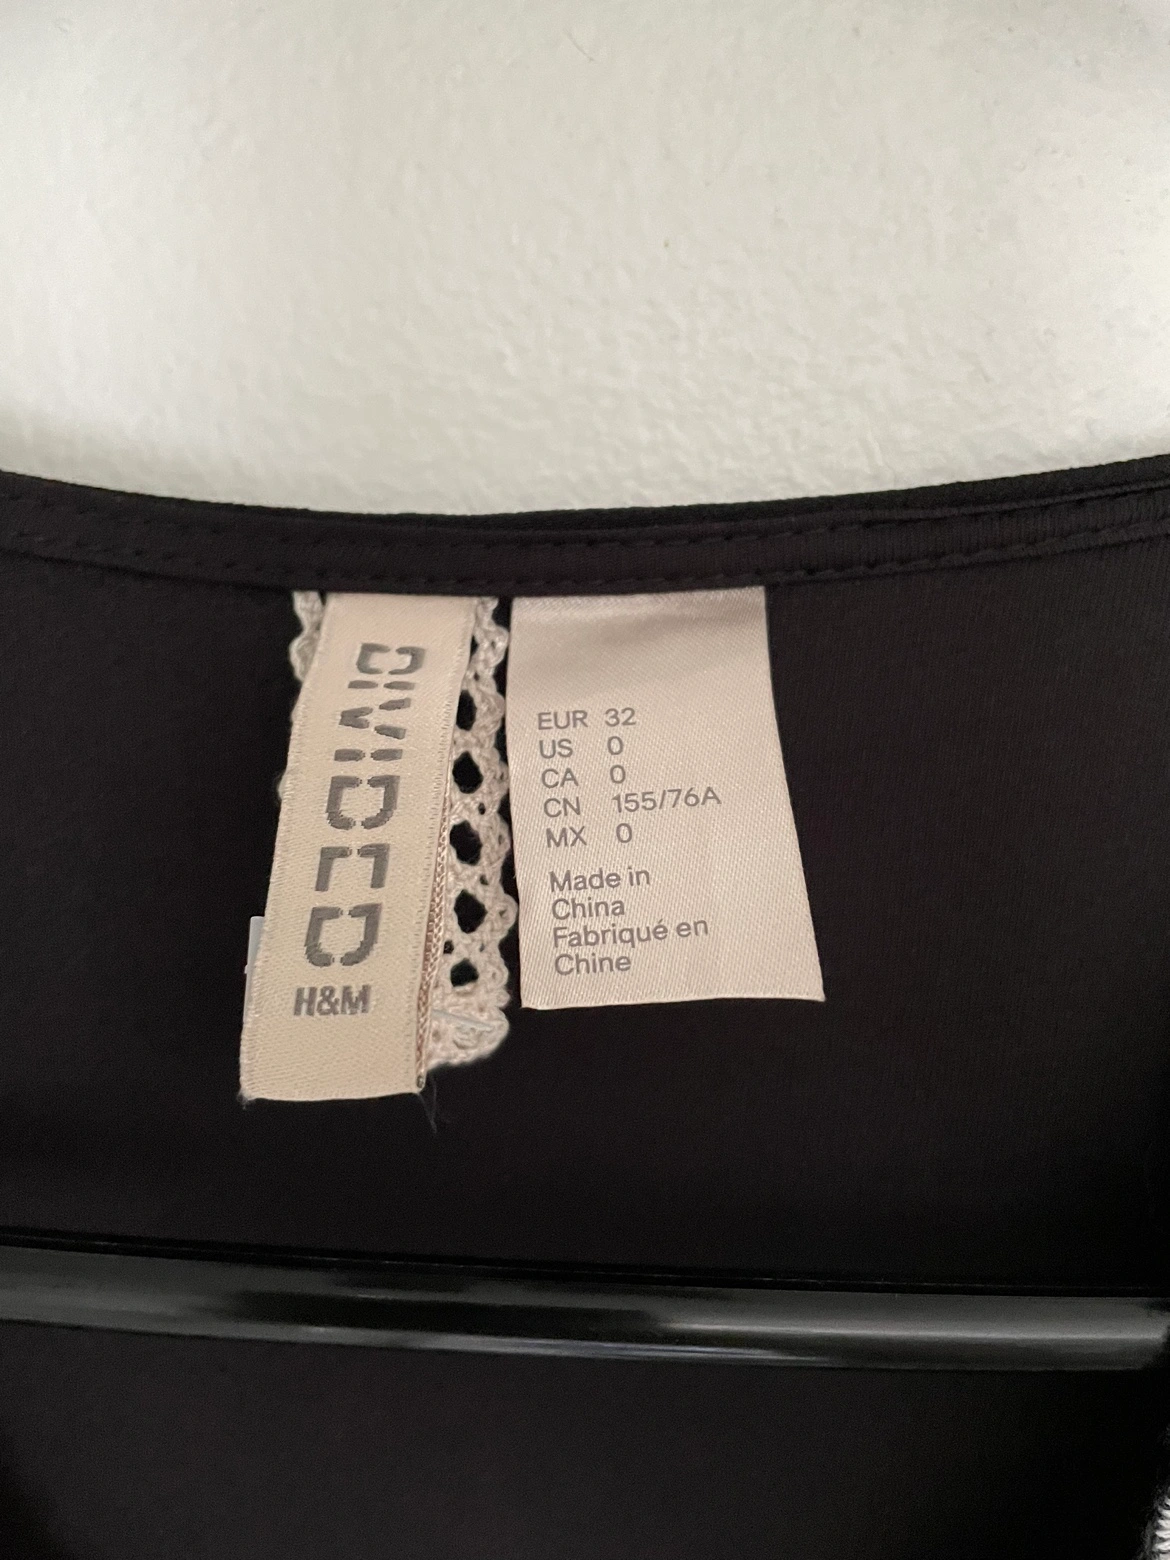 DIVIDED
H&M
EUR 32
US 0
CA 0
CN 155/76A
MX 0
Made in
China
Fabriqué en
Chine